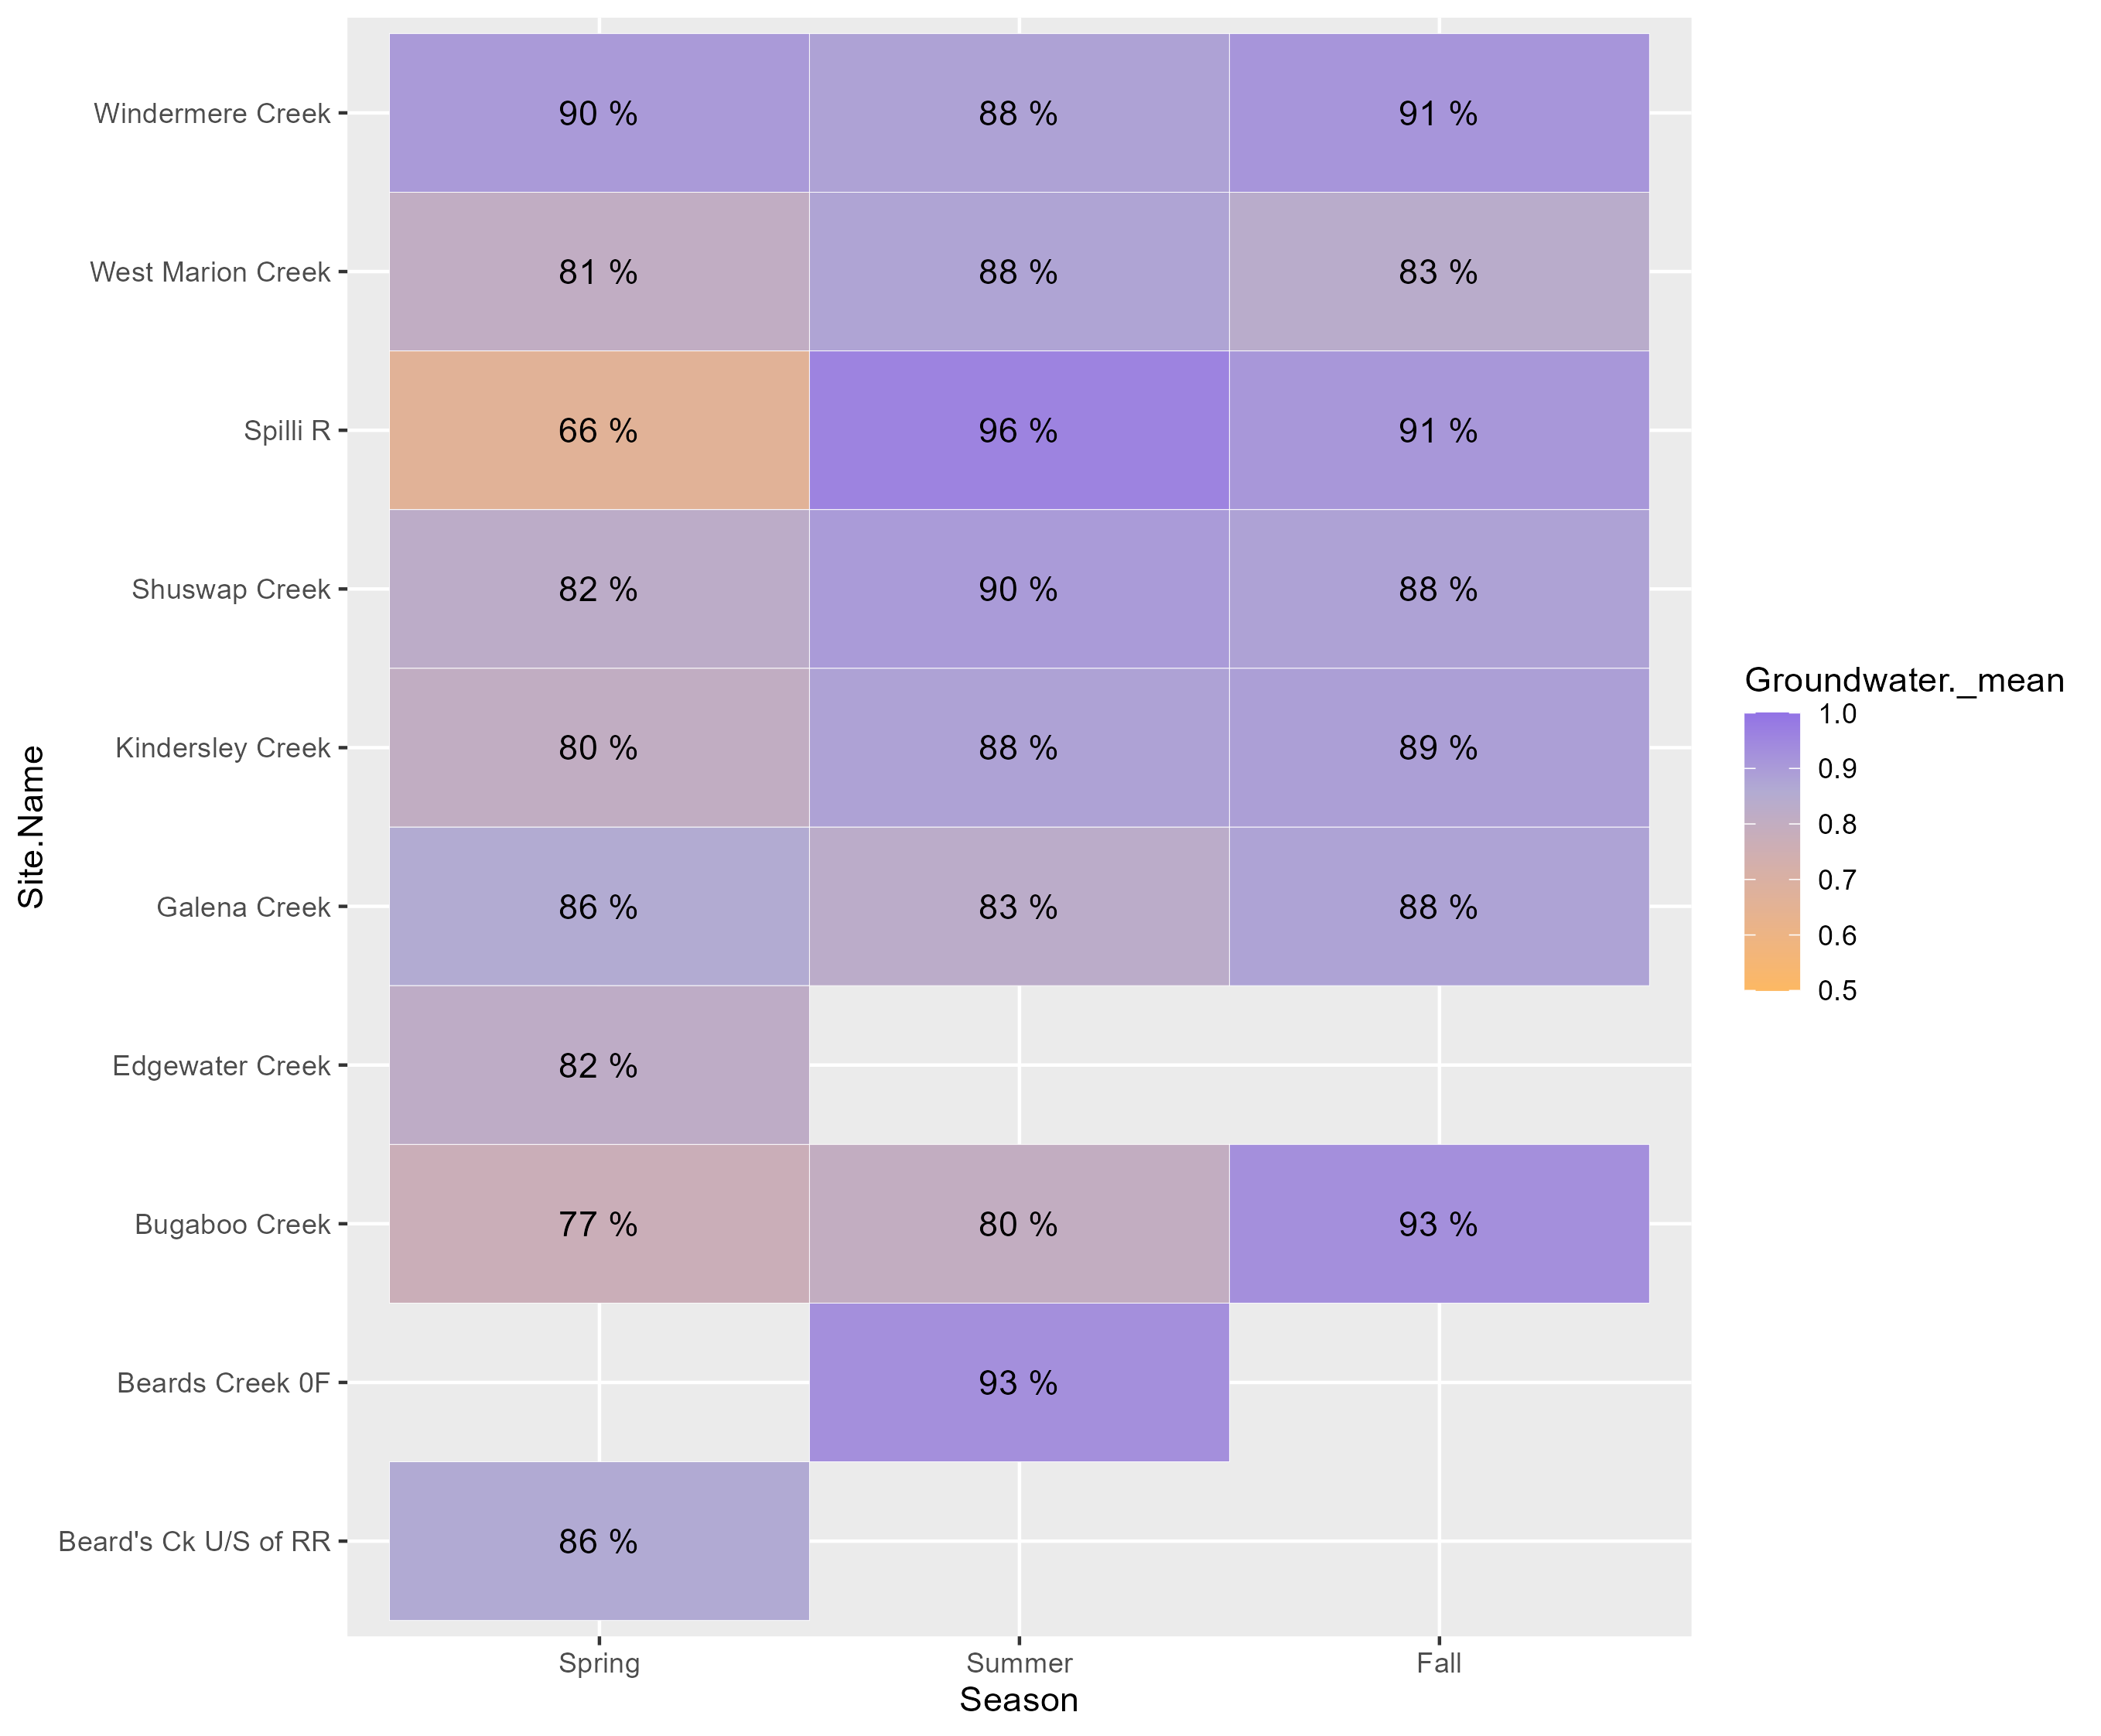 Windermere Creek 90 % 88 % 91 %
West Marion Creek 81 % 88 % 83 %
Spilli R 66 % 96 % 91 %
Shuswap Creek 82 % 90 % 88 %
Kindersley Creek 80 % 88 % 89 %
Galena Creek 86 % 83 % 88 %
Edgewater Creek 82 %
Bugaboo Creek 77 % 80 % 93 %
Beards Creek 0F 93 %
Beard's Ck U/S of RR 86 %
Spring Summer Fall
Season
Site.Name
Groundwater._mean
1.0
0.9
0.8
0.7
0.6
0.5